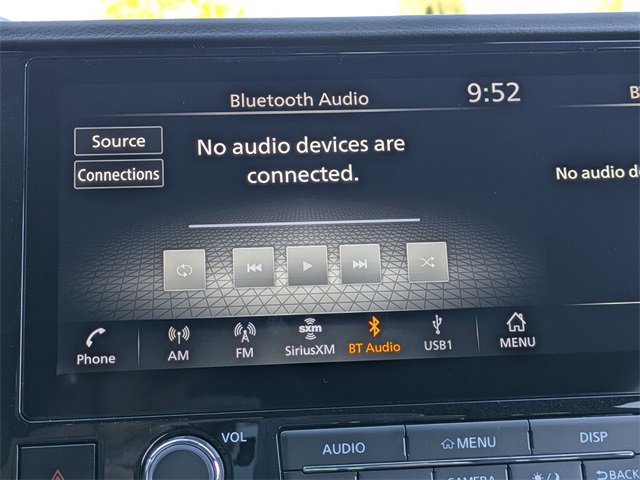 Bluetooth Audio
9:52
Source
Connections
No audio devices are
connected.
No audio d
Phone
AM
FM
sxm
SiriusXM
BT Audio
USB1
MENU
VOL
AUDIO
MENU
DISP
CAMERA
BACK